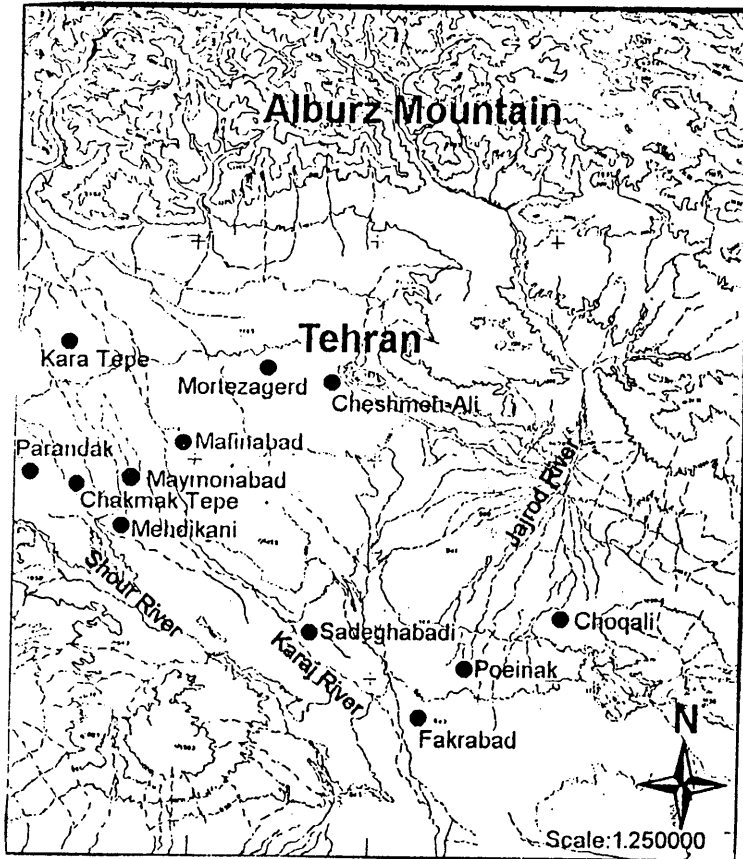 Alburz Mountain
Tehran
Kara Tepe
Mortezagerd
Cheshmeh-Ali
Mafinabad
Parandak
Maymonabad
Chakmak Tepe
Mehdikani
Jajrod River
Shour River
Sadeghabadi
Karaj River
Choqali
Poeinak
Fakrabad
N
Scale:1.250000